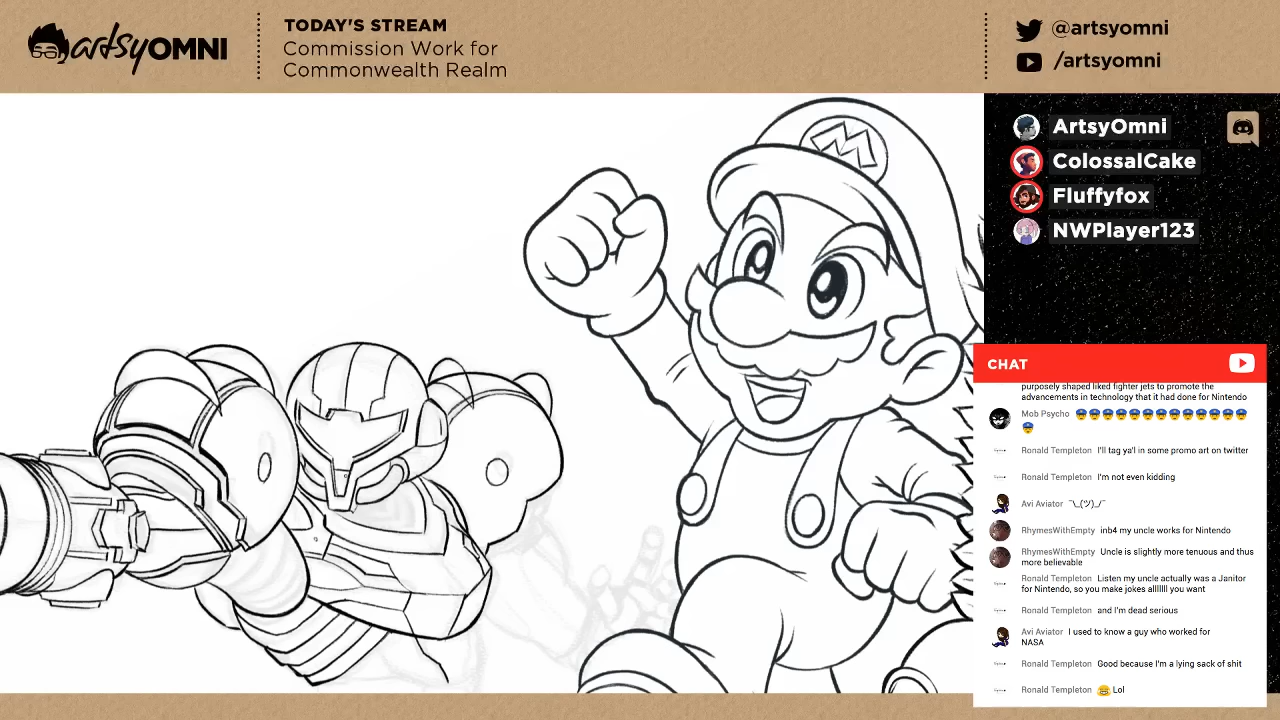 artsyOMNI
TODAY'S STREAM
Commission Work for
Commonwealth Realm
@artsyomni
/artsyomni
M
ArtsyOmni
ColossalCake
Fluffyfox
NWPlayer123
CHAT
purposely shaped liked fighter jets to promote the
advancements in technology that it had done for Nintendo
Mob Psycho 👮👮👮👮👮👮👮👮👮👮👮👮👮
👮
Ronald Templeton I'll tag ya'l in some promo art on twitter
Ronald Templeton I'm not even kidding
Avi Aviator ¯\_(ツ)_/¯
RhymesWithEmpty inb4 my uncle works for Nintendo
RhymesWithEmpty Uncle is slightly more tenuous and thus
more believable
Ronald Templeton Listen my uncle actually was a Janitor
for Nintendo, so you make jokes alllllll you want
Ronald Templeton and I'm dead serious
Avi Aviator I used to know a guy who worked for
NASA
Ronald Templeton Good because I'm a lying sack of shit
Ronald Templeton 😂 Lol